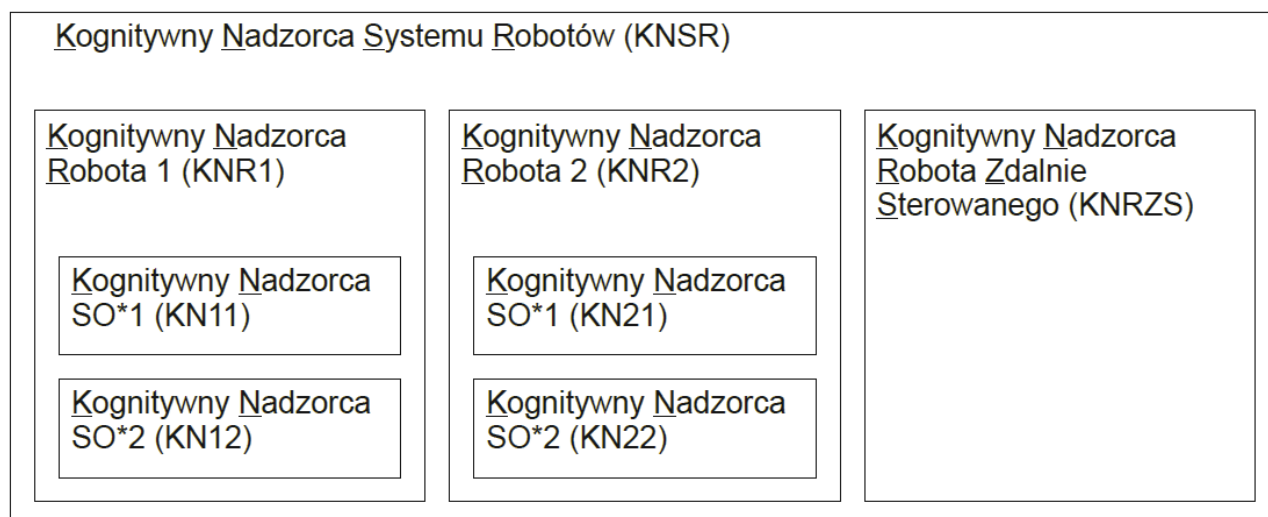 Kognitywny Nadzorca Systemu Robotów (KNSR)
Kognitywny Nadzorca
Robota 1 (KNR1)
Kognitywny Nadzorca
SO*1 (KN11)
Kognitywny Nadzorca
SO*2 (KN12)
Kognitywny Nadzorca
Robota 2 (KNR2)
Kognitywny Nadzorca
SO*1 (KN21)
Kognitywny Nadzorca
SO*2 (KN22)
Kognitywny Nadzorca
Robota Zdalnie
Sterowanego (KNRZS)